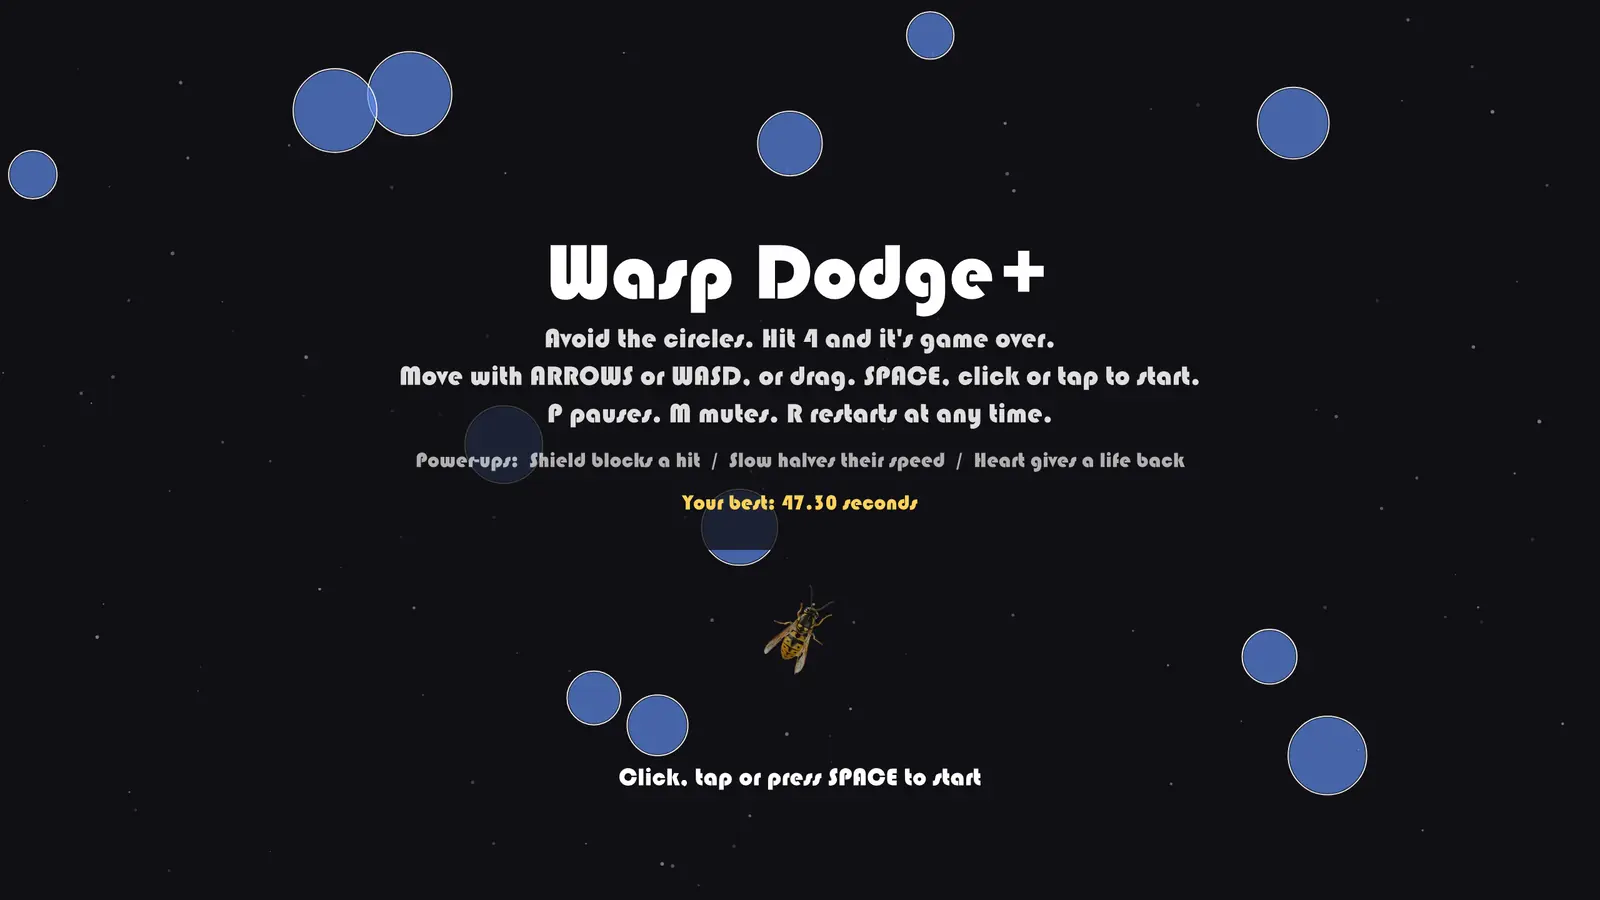 Wasp Dodge+
Avoid the circles. Hit 4 and it's game over.
Move with ARROWS or WASD, or drag. SPACE, click or tap to start.
P pauses. M mutes. R restarts at any time.
Power-ups: Shield blocks a hit / Slow halves their speed / Heart gives a life back
Your best: 47.30 seconds
Click, tap or press SPACE to start